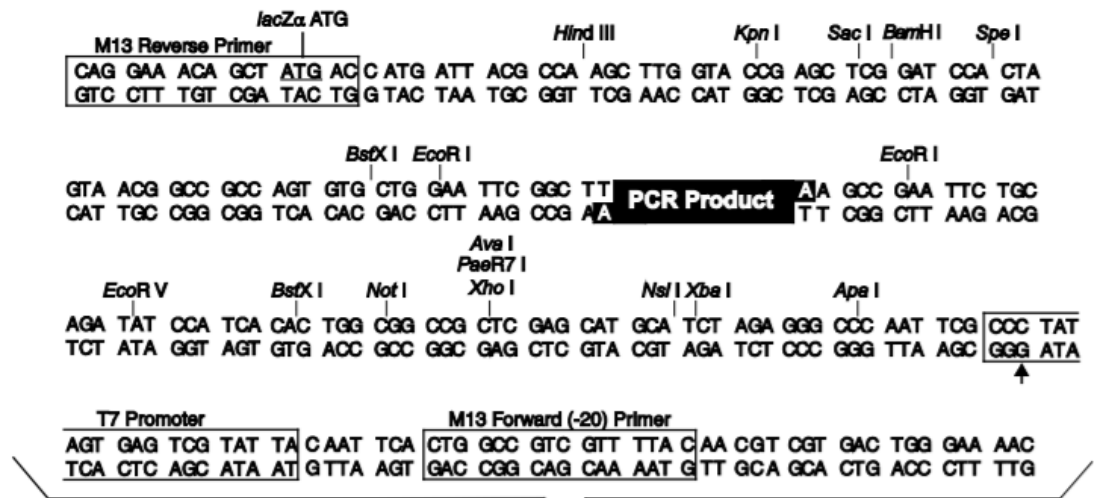 lacZα ATG
M13 Reverse Primer Hind III Kpn I Sac I BamH I Spe I
CAG GAA ACA GCT ATG AC C ATG ATT ACG CCA AGC TTG GTA CCG AGC TCG GAT CCA CTA
GTC CTT TGT CGA TAC TG G TAC TAA TGC GGT TCG AAC CAT GGC TCG AGC CTA GGT GAT
BstX I EcoR I EcoR I
GTA ACG GCC GCC AGT GTG CTG GAA TTC GGC TT PCR Product A A GCC GAA TTC TGC
CAT TGC CGG CGG TCA CAC GAC CTT AAG CCG AA T T CGG CTT AAG ACG
Ava I
PaeR7 I
EcoR V BstX I Not I Xho I Nsi I Xba I Apa I
AGA TAT CCA TCA CAC TGG CGG CCG CTC GAG CAT GCA TCT AGA GGG CCC AAT TCG CCC TAT
TCT ATA GGT AGT GTG ACC GCC GGC GAG CTC GTA CGT AGA TCT CCC GGG TTA AGC GGG ATA
T7 Promoter M13 Forward (-20) Primer
AGT GAG TCG TAT TA C AAT TCA CTG GCC GTC GTT TTA C AA CGT CGT GAC TGG GAA AAC
TCA CTC AGC ATA AT G TTA AGT GAC CGG CAG CAA AAT G TT GCA GCA CTG ACC CTT TTG